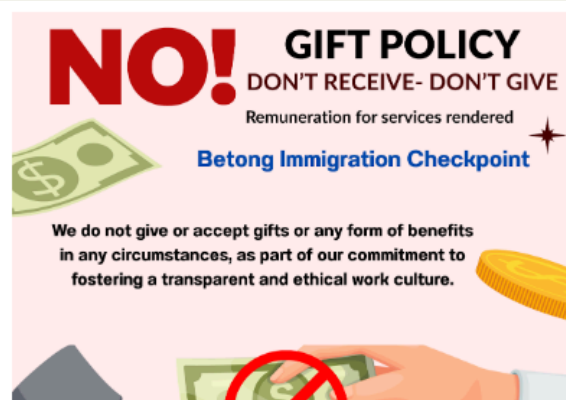 NO!
GIFT POLICY
DON'T RECEIVE- DON'T GIVE
Remuneration for services rendered
Betong Immigration Checkpoint
We do not give or accept gifts or any form of benefits
in any circumstances, as part of our commitment to
fostering a transparent and ethical work culture.